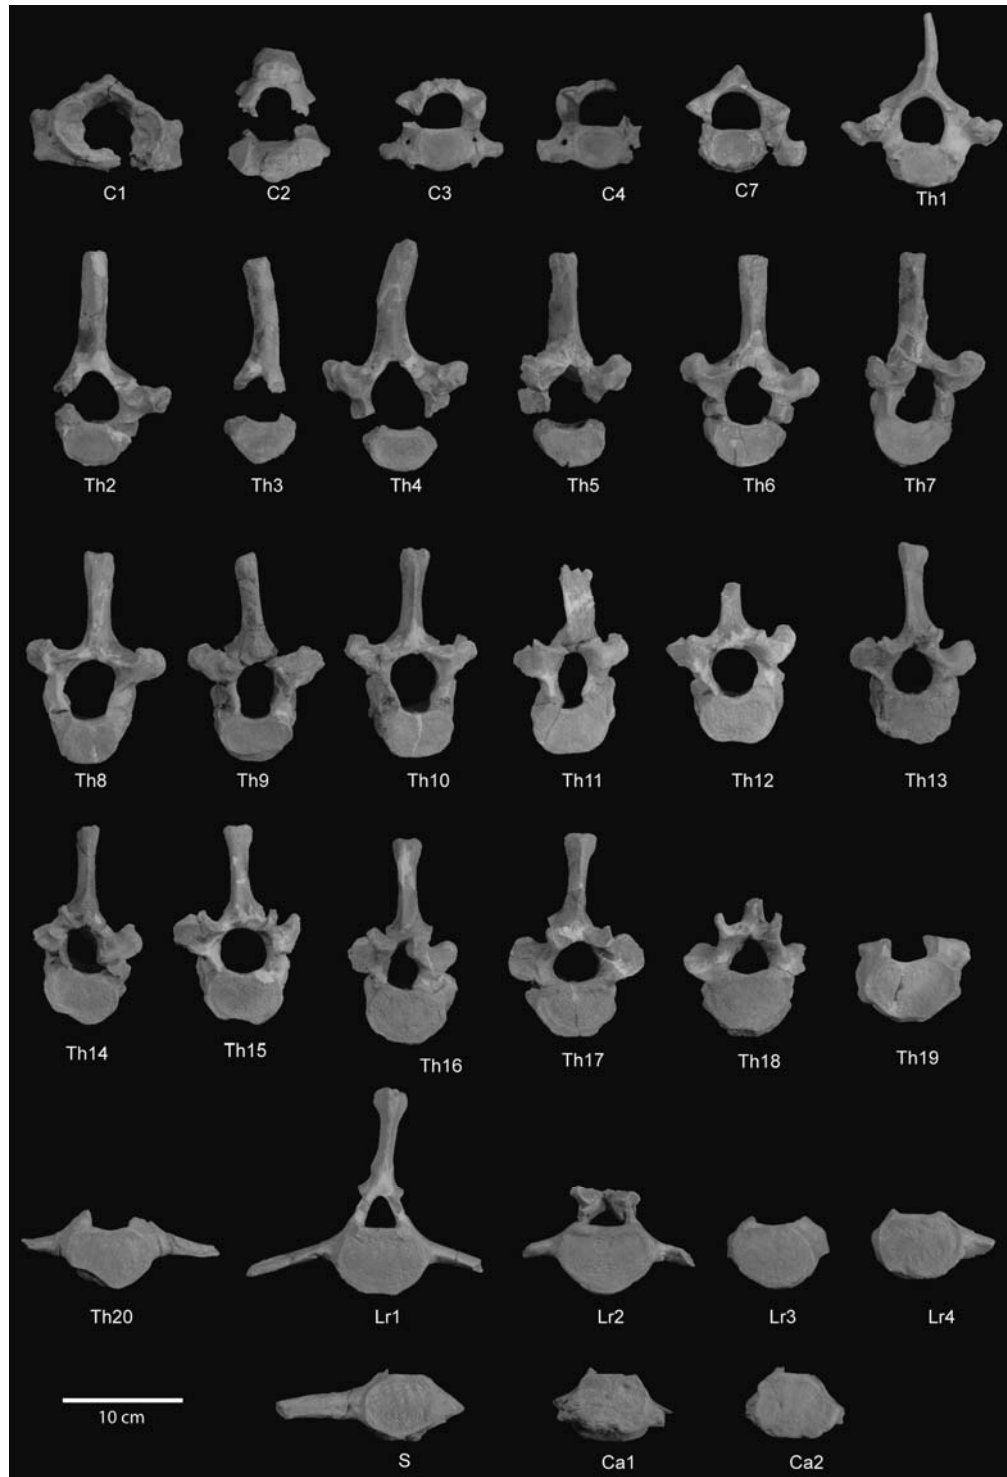 C1 C2 C3 C4 C7 Th1
Th2 Th3 Th4 Th5 Th6 Th7
Th8 Th9 Th10 Th11 Th12 Th13
Th14 Th15 Th16 Th17 Th18 Th19
Th20 Lr1 Lr2 Lr3 Lr4
10 cm S Ca1 Ca2